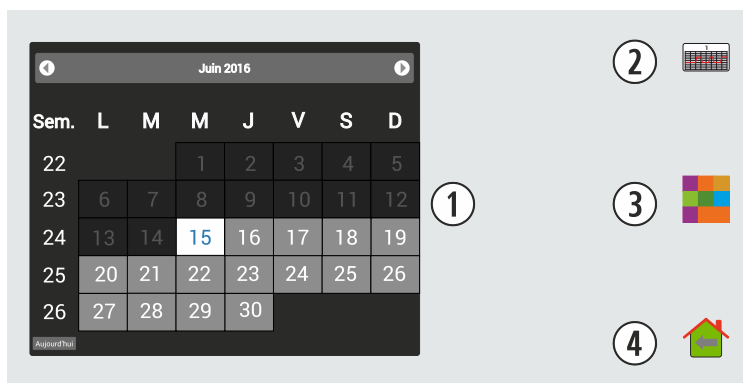 Juin 2016
Sem. L M M J V S D
22 1 2 3 4 5
23 6 7 8 9 10 11 12
24 13 14 15 16 17 18 19
25 20 21 22 23 24 25 26
26 27 28 29 30
Aujourd'hui
1
2
1
3
4